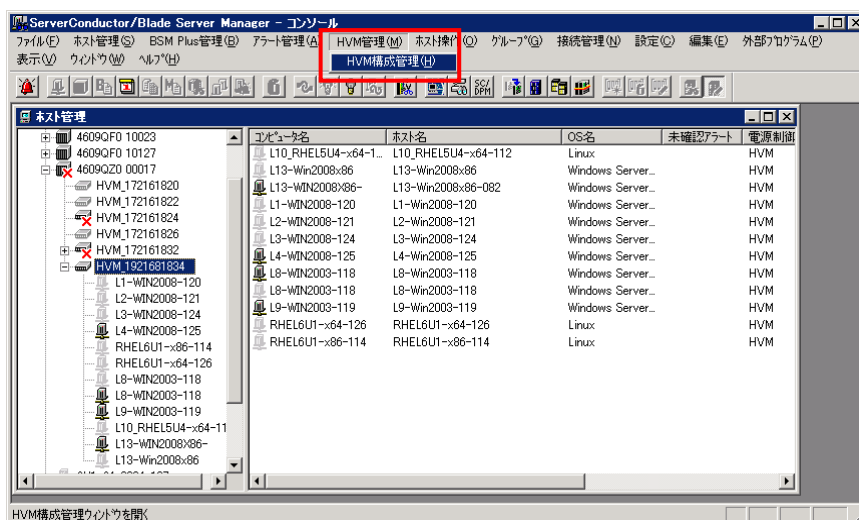 ServerConductor/Blade Server Manager - コンソール
ファイル(F) ホスト管理(S) BSM Plus管理(B) アラート管理(A) HVM管理(M) ホスト操作(O) グループ(G) 接続管理(N) 設定(C) 編集(E) 外部プログラム(P)
表示(V) ウィンドウ(W) ヘルプ(H)
HVM構成管理(H)
ホスト管理
4609QF0 10023
4609QF0 10127
4609QZ0 00017
HVM_172161820
HVM_172161822
HVM_172161824
HVM_172161826
HVM_172161832
HVM_1921681834
L1-WIN2008-120
L2-WIN2008-121
L3-WIN2008-124
L4-WIN2008-125
RHEL6U1-x86-114
RHEL6U1-x64-126
L8-WIN2003-118
L8-WIN2003-118
L9-WIN2003-119
L10_RHEL5U4-x64-11
L13-WIN2008X86-
L13-Win2008x86
コンピュータ名 ホスト名 OS名 未確認アラート 電源制御
L10_RHEL5U4-x64-1... L10_RHEL5U4-x64-112 Linux HVM
L13-Win2008x86 L13-Win2008x86 Windows Server... HVM
L13-WIN2008X86- L13-Win2008x86-082 Windows Server... HVM
L1-WIN2008-120 L1-Win2008-120 Windows Server... HVM
L2-WIN2008-121 L2-Win2008-121 Windows Server... HVM
L3-WIN2008-124 L3-Win2008-124 Windows Server... HVM
L4-WIN2008-125 L4-Win2008-125 Windows Server... HVM
L8-WIN2003-118 L8-Win2003-118 Windows Server... HVM
L8-WIN2003-118 L8-Win2003-118 Windows Server... HVM
L9-WIN2003-119 L9-Win2003-119 Windows Server... HVM
RHEL6U1-x64-126 RHEL6U1-x64-126 Linux HVM
RHEL6U1-x86-114 RHEL6U1-x86-114 Linux HVM
HVM構成管理ウィンドウを開く